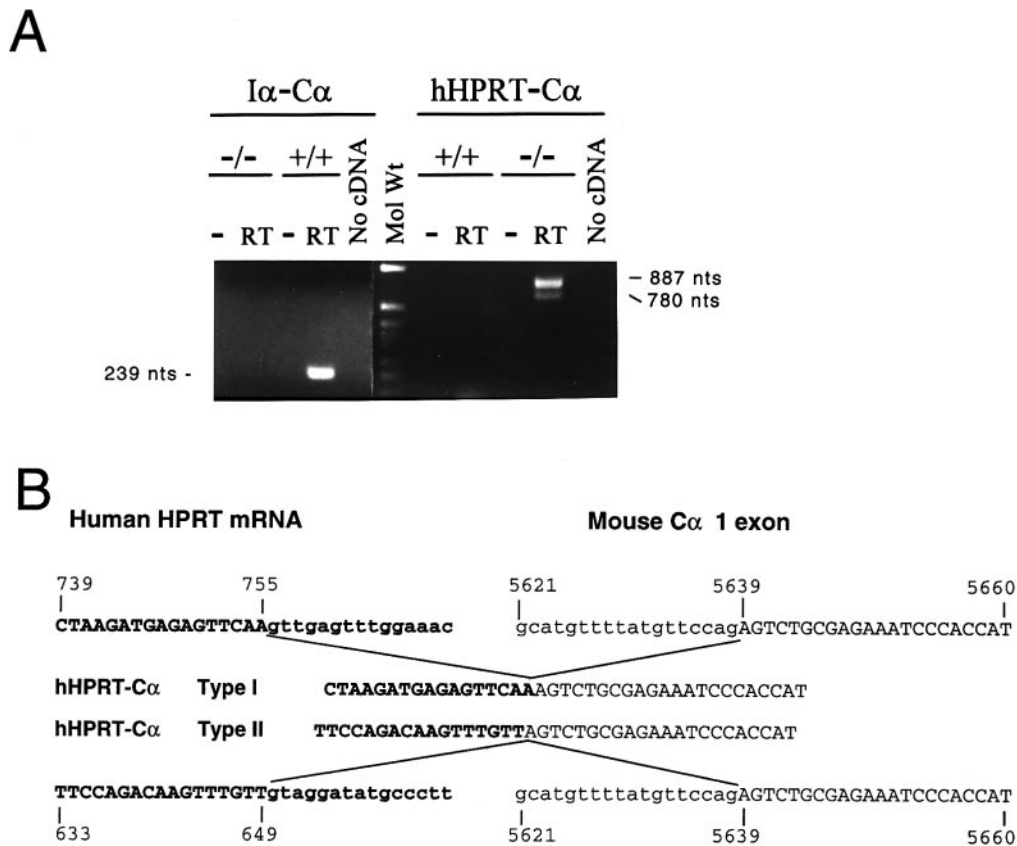 A
Iα-Cα hHPRT-Cα
-/- +/+ No cDNA Mol Wt +/+ -/- No cDNA
- RT - RT - RT - RT
887 nts
780 nts
239 nts -
B
Human HPRT mRNA Mouse Cα 1 exon
739 755 5621 5639 5660
CTAAGATGAGAGTTCAAgttgagtttggaaac gcatgttttatgttccagAGTCTGCGAGAAATCCCACCAT
hHPRT-Cα Type I CTAAGATGAGAGTTCAAAGTCTGCGAGAAATCCCACCAT
hHPRT-Cα Type II TTCCAGACAAGTTTGTTAGTCTGCGAGAAATCCCACCAT
TTCCAGACAAGTTTGTTgtaggatatgcccctt gcatgttttatgttccagAGTCTGCGAGAAATCCCACCAT
633 649 5621 5639 5660